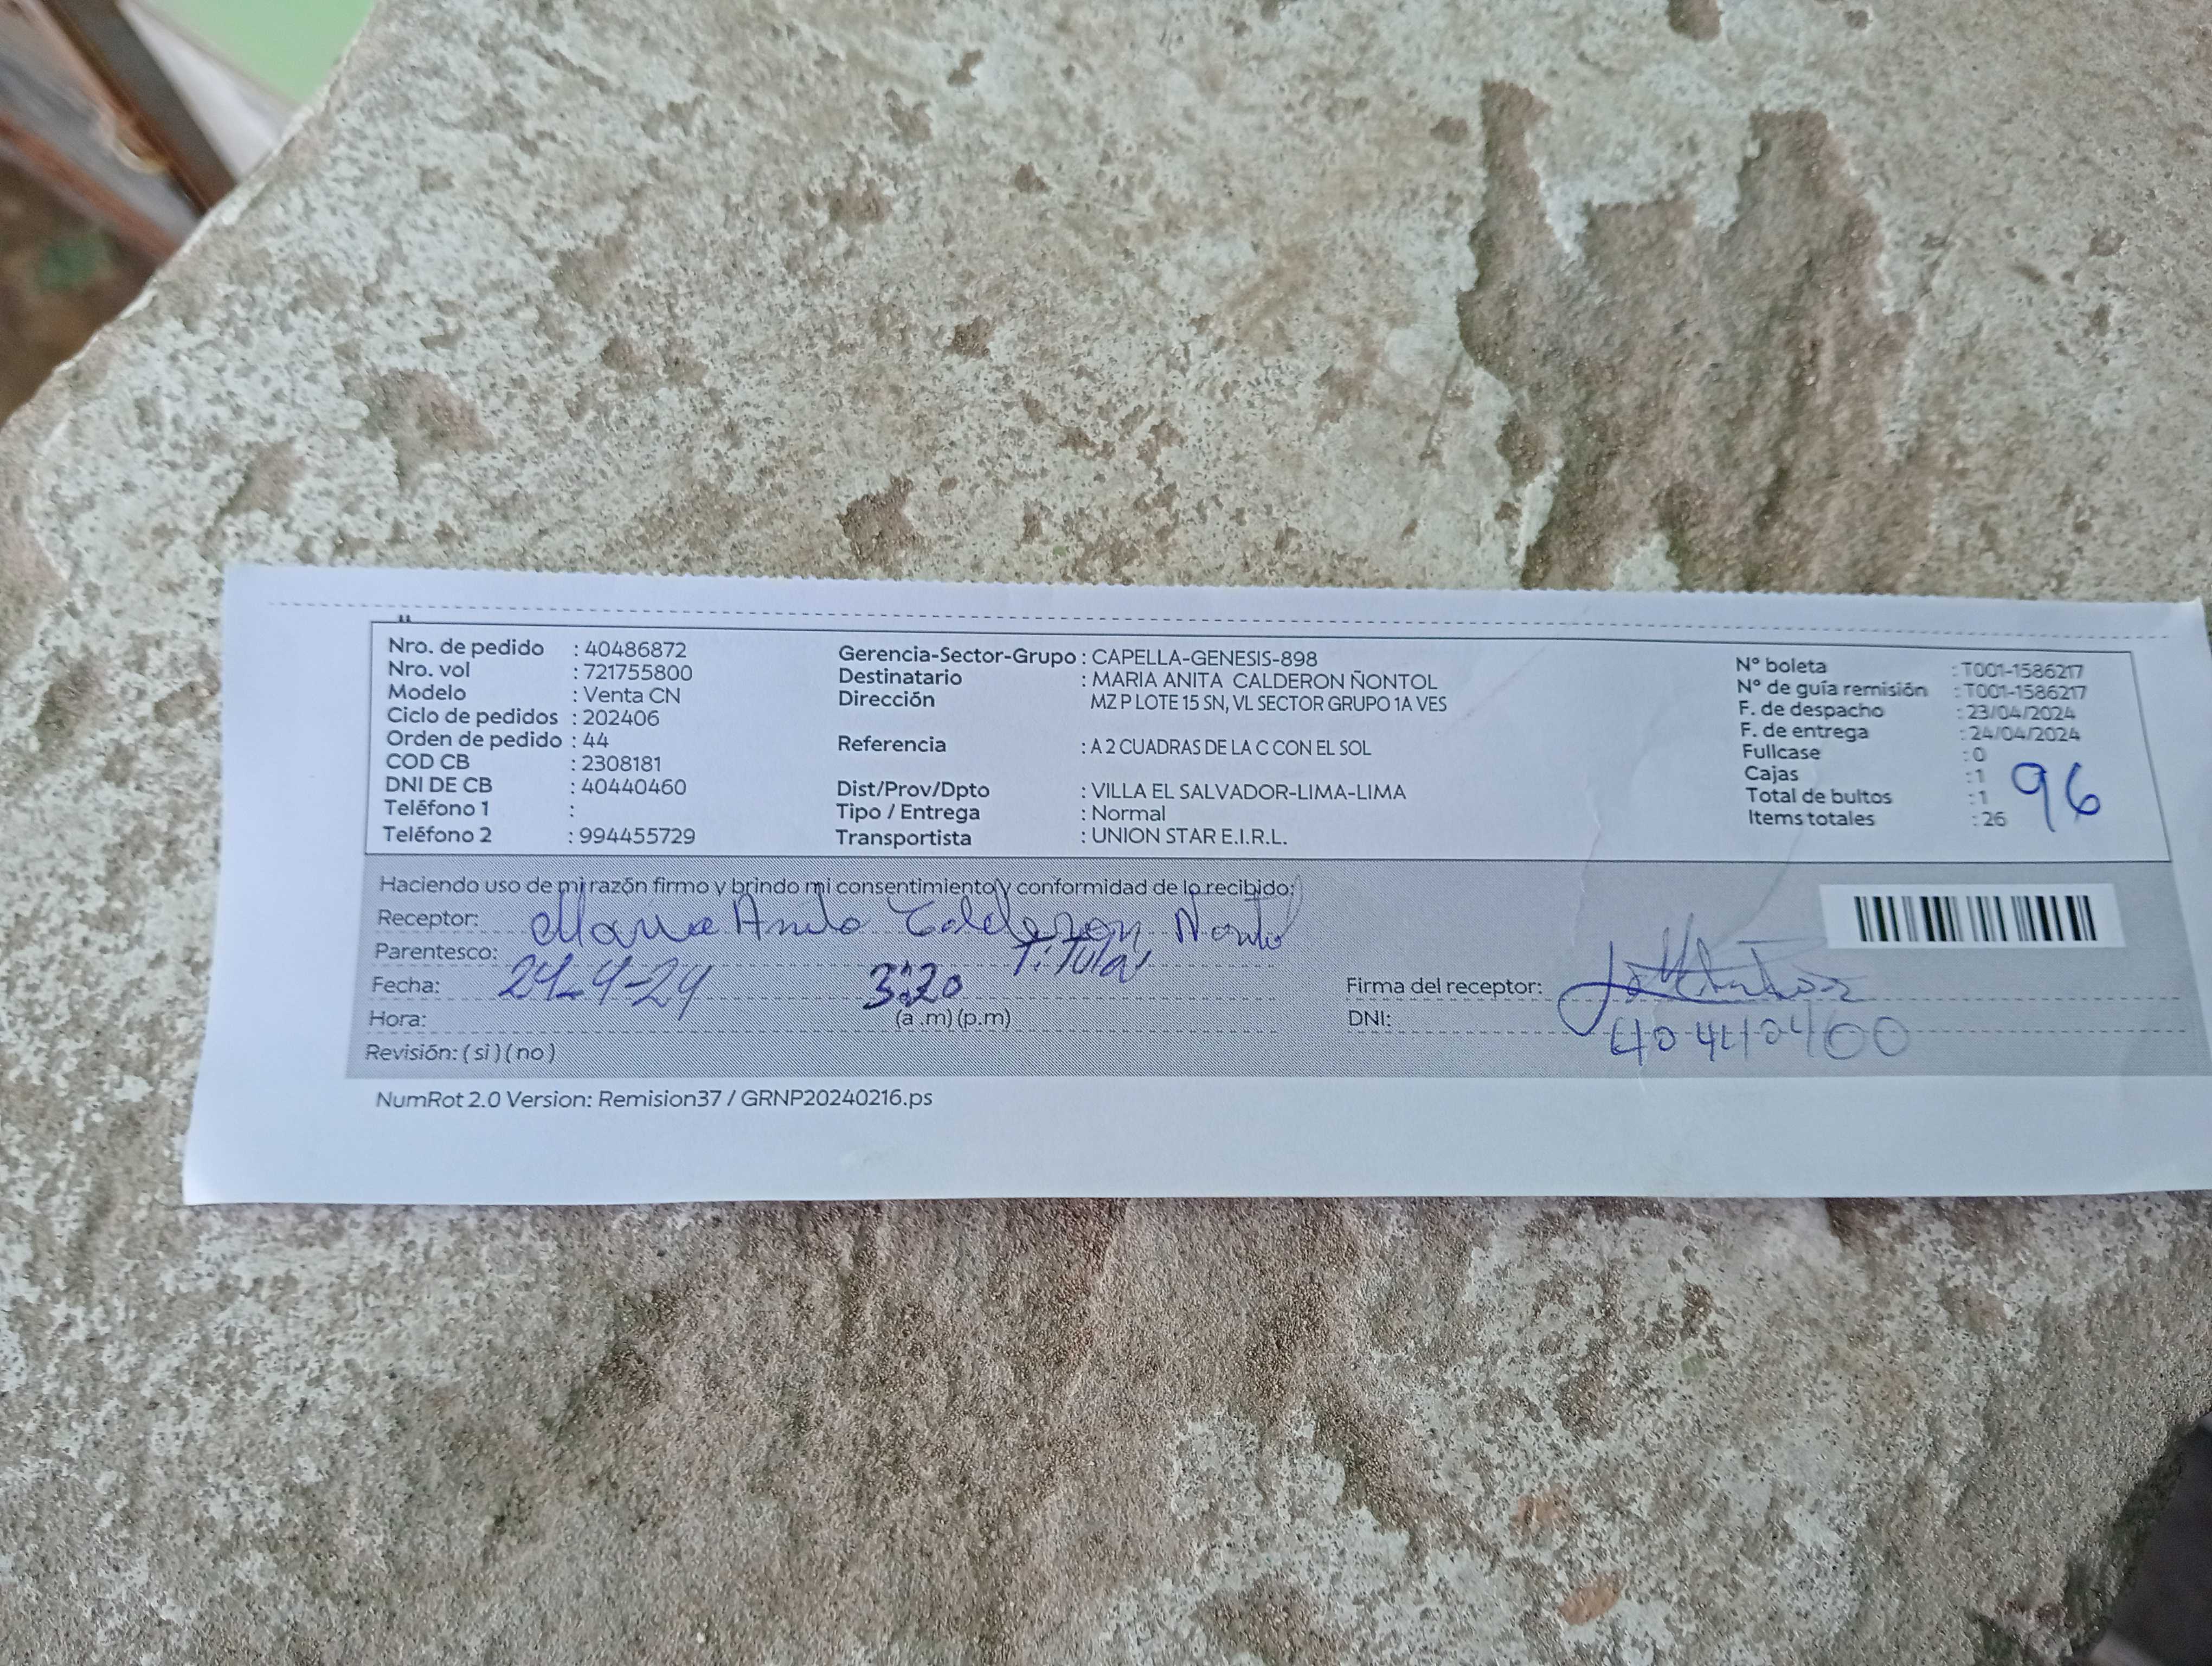 Nro. de pedido : 40486872
Nro. vol : 721755800
Modelo : Venta CN
Ciclo de pedidos : 202406
Orden de pedido : 44
COD CB : 2308181
DNI DE CB : 40440460
Teléfono 1 :
Teléfono 2 : 994455729
Gerencia-Sector-Grupo : CAPELLA-GENESIS-898
Destinatario : MARIA ANITA CALDERON ÑONTOL
Dirección MZ P LOTE 15 SN, VL SECTOR GRUPO 1A VES
Referencia : A 2 CUADRAS DE LA C CON EL SOL
Dist/Prov/Dpto : VILLA EL SALVADOR-LIMA-LIMA
Tipo / Entrega : Normal
Transportista : UNION STAR E.I.R.L.
N° boleta : T001-1586217
N° de guía remisión : T001-1586217
F. de despacho : 23/04/2024
F. de entrega : 24/04/2024
Fullcase : 0
Cajas : 1
Total de bultos : 1
Items totales : 26
96
Haciendo uso de mi razón firmo y brindo mi consentimiento y conformidad de lo recibido:
Receptor: Maria Anita Calderon Nontol
Parentesco: Titular
Fecha: 24-4-24 3:20
Hora: (a .m) (p.m)
Revisión: ( si ) ( no )
Firma del receptor:
DNI: 40440460
NumRot 2.0 Version: Remision37 / GRNP20240216.ps